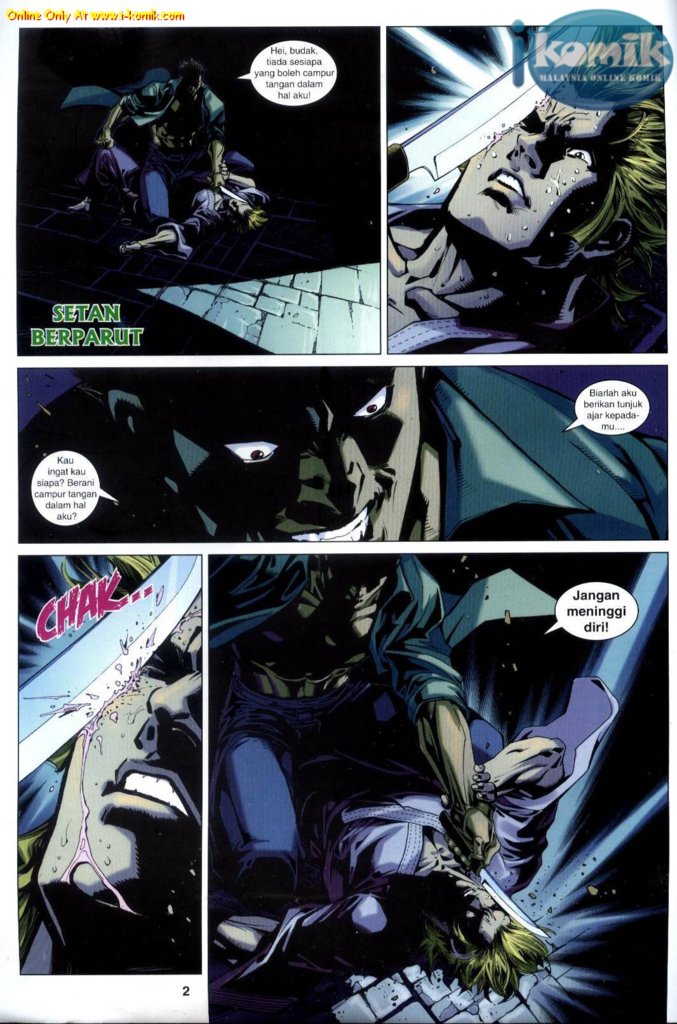 Online Only At www.i-komik.com
i komik
MALAYSIA ONLINE KOMIK
Hei, budak,
tiada sesiapa
yang boleh campur
tangan dalam
hal aku!
SETAN
BERPARUT
Biarlah aku
berikan tunjuk
ajar kepada-
mu....
Kau
ingat kau
siapa? Berani
campur tangan
dalam hal
aku?
CHAK...
Jangan
meninggi
diri!
2